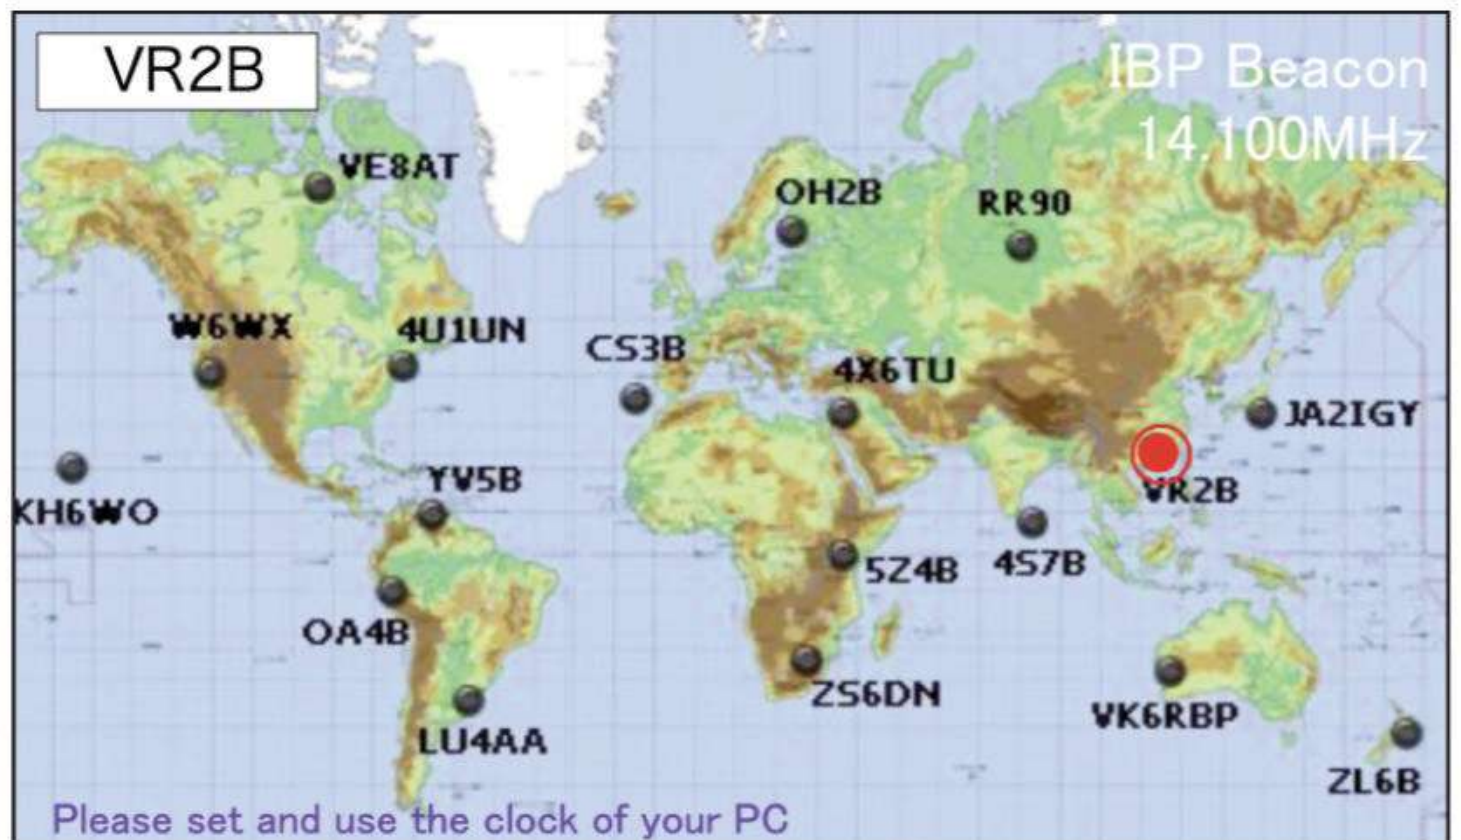 VR2B
IBP Beacon
14.100MHz
VE8AT
OH2B
RR90
W6WX
4U1UN
CS3B
4X6TU
JA2IGY
YV5B
VR2B
KH6WO
5Z4B
4S7B
OA4B
ZS6DN
VK6RBP
LU4AA
ZL6B
Please set and use the clock of your PC